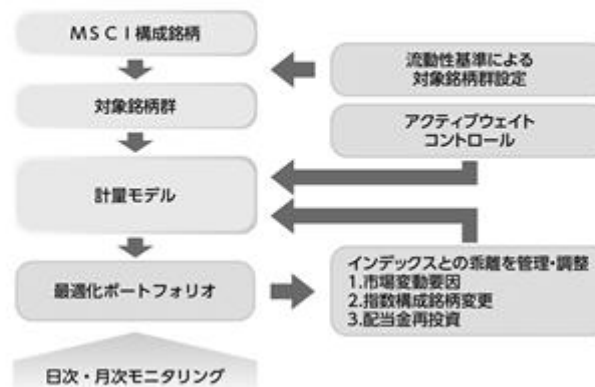 MSCI構成銘柄
流動性基準による
対象銘柄群設定
対象銘柄群
アクティブウェイト
コントロール
計量モデル
最適化ポートフォリオ
インデックスとの乖離を管理・調整
1.市場変動要因
2.指数構成銘柄変更
3.配当金再投資
日次・月次モニタリング